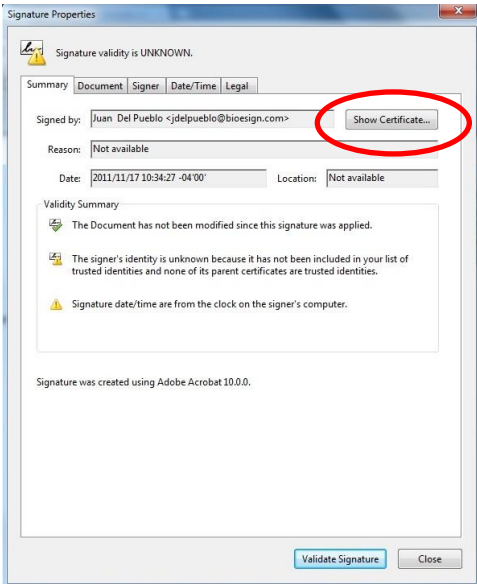 Signature Properties
Signature validity is UNKNOWN.
Summary Document Signer Date/Time Legal
Signed by: Juan Del Pueblo <jdelpueblo@bioesign.com> Show Certificate...
Reason: Not available
Date: 2011/11/17 10:34:27 -04'00' Location: Not available
Validity Summary
The Document has not been modified since this signature was applied.
The signer's identity is unknown because it has not been included in your list of
trusted identities and none of its parent certificates are trusted identities.
Signature date/time are from the clock on the signer's computer.
Signature was created using Adobe Acrobat 10.0.0.
Validate Signature Close